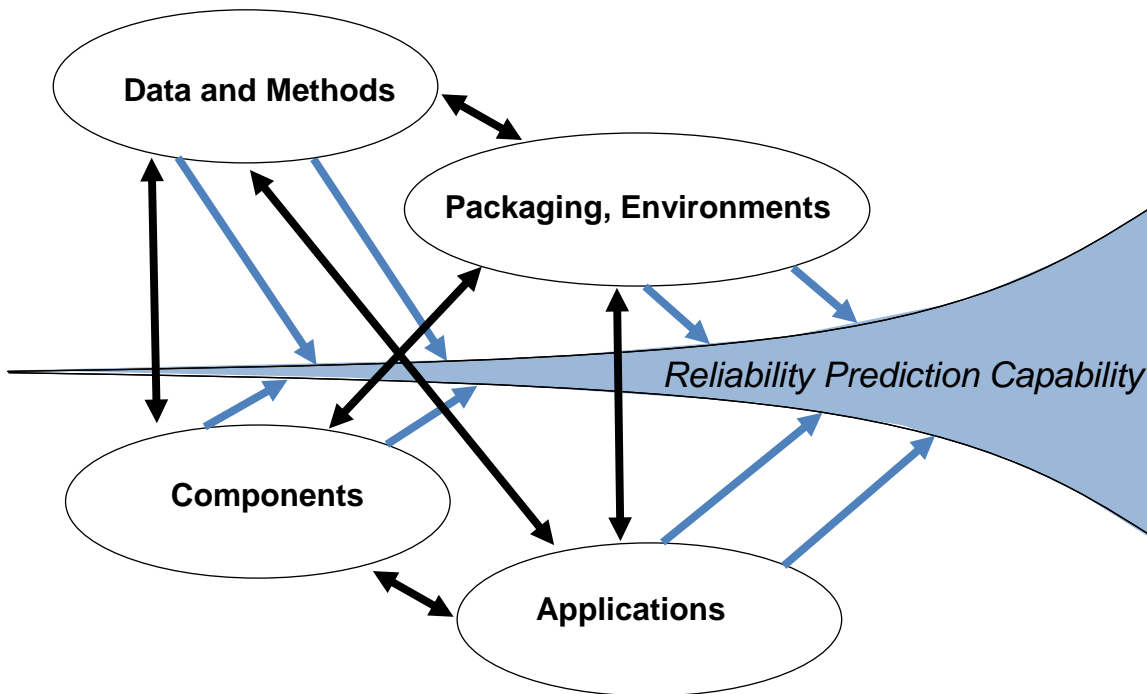 Data and Methods
Packaging, Environments
Reliability Prediction Capability
Components
Applications